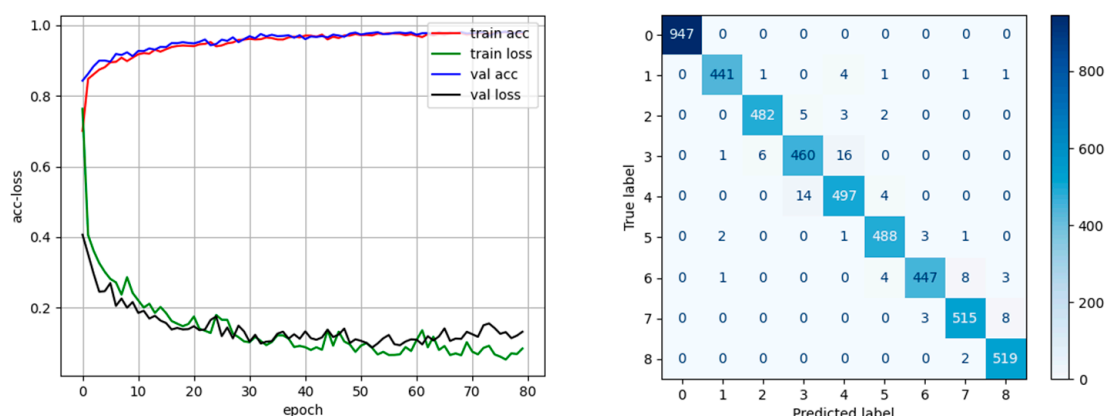 1.0
0.8
0.6
0.4
0.2
acc-loss
train acc
train loss
val acc
val loss
0 10 20 30 40 50 60 70 80
epoch
True label
0 947 0 0 0 0 0 0 0 0
1 0 441 1 0 4 1 0 1 1
2 0 0 482 5 3 2 0 0 0
3 0 1 6 460 16 0 0 0 0
4 0 0 0 14 497 4 0 0 0
5 0 2 0 0 1 488 3 1 0
6 0 1 0 0 0 4 447 8 3
7 0 0 0 0 0 0 3 515 8
8 0 0 0 0 0 0 0 2 519
0 1 2 3 4 5 6 7 8
Predicted label
800
600
400
200
0